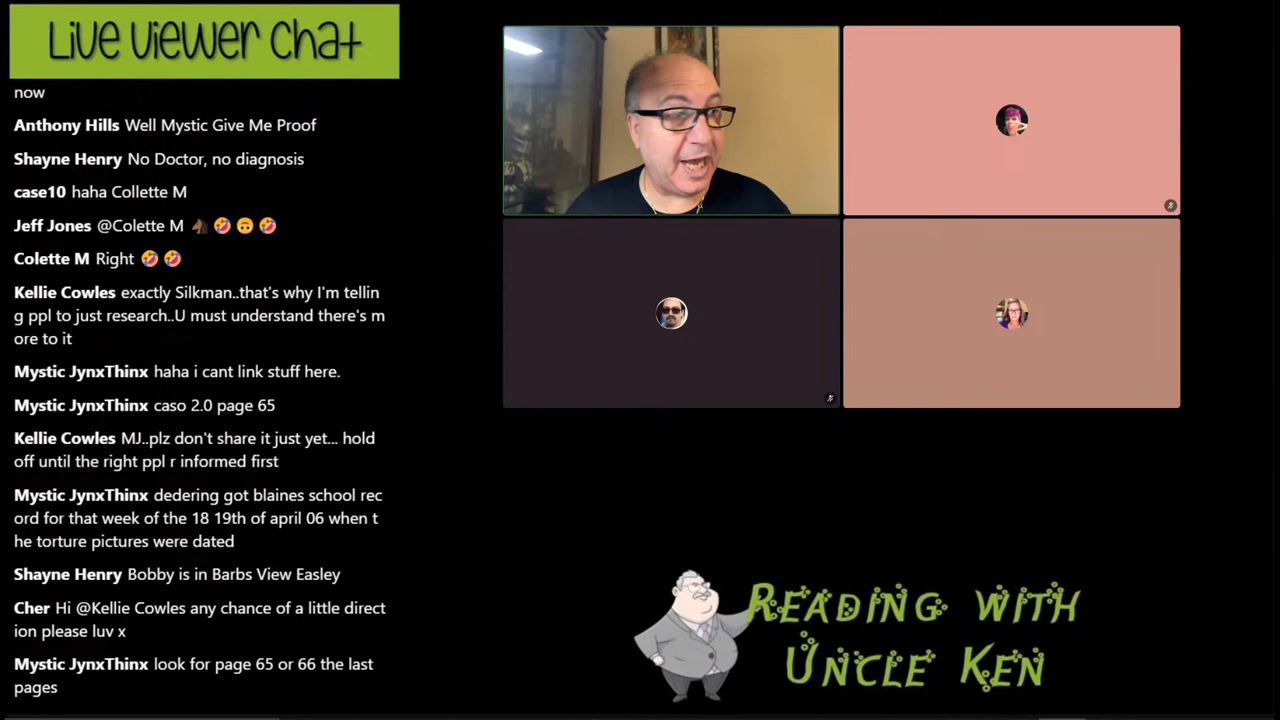 Live Viewer Chat
now
Anthony Hills Well Mystic Give Me Proof
Shayne Henry No Doctor, no diagnosis
case10 haha Collette M
Jeff Jones @Colette M 🐴 🤣 🙃 🤣
Colette M Right 🤣 🤣
Kellie Cowles exactly Silkman..that's why I'm tellin
g ppl to just research..U must understand there's m
ore to it
Mystic JynxThinx haha i cant link stuff here.
Mystic JynxThinx caso 2.0 page 65
Kellie Cowles MJ..plz don't share it just yet... hold
off until the right ppl r informed first
Mystic JynxThinx dedering got blaines school rec
ord for that week of the 18 19th of april 06 when t
he torture pictures were dated
Shayne Henry Bobby is in Barbs View Easley
Cher Hi @Kellie Cowles any chance of a little direct
ion please luv x
Mystic JynxThinx look for page 65 or 66 the last
pages
Reading with
Uncle Ken